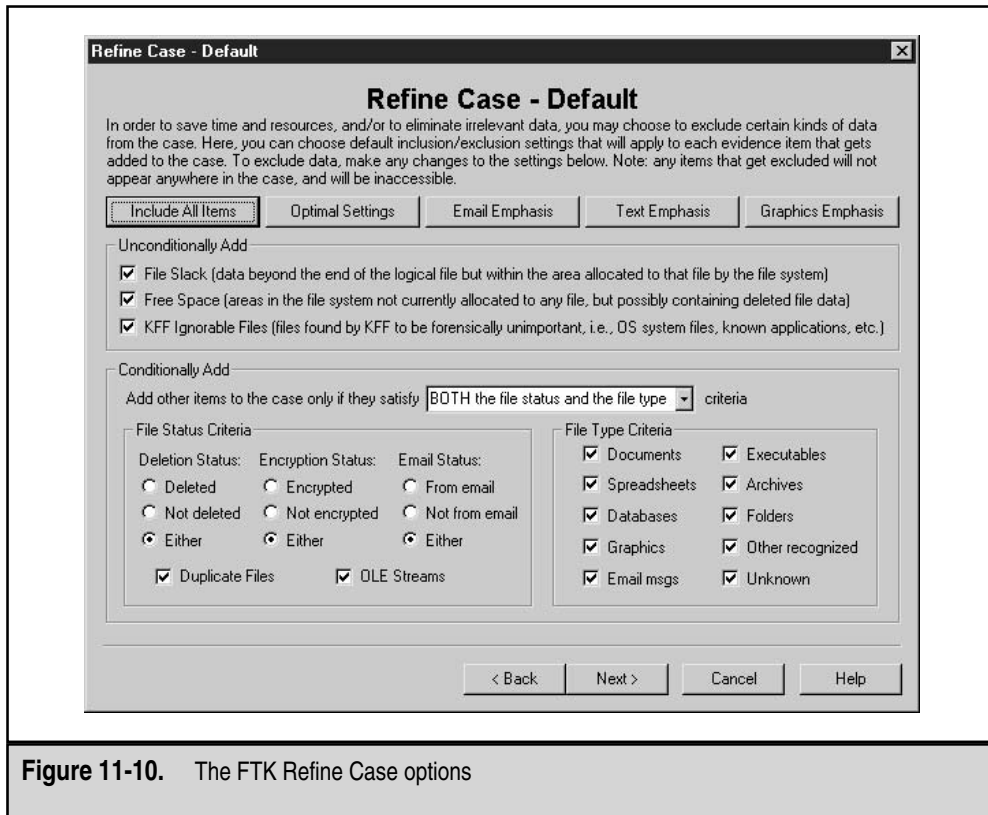 Refine Case - Default
Refine Case - Default
In order to save time and resources, and/or to eliminate irrelevant data, you may choose to exclude certain kinds of data
from the case. Here, you can choose default inclusion/exclusion settings that will apply to each evidence item that gets
added to the case. To exclude data, make any changes to the settings below. Note: any items that get excluded will not
appear anywhere in the case, and will be inaccessible.
Include All Items Optimal Settings Email Emphasis Text Emphasis Graphics Emphasis
Unconditionally Add
File Slack (data beyond the end of the logical file but within the area allocated to that file by the file system)
Free Space (areas in the file system not currently allocated to any file, but possibly containing deleted file data)
KFF Ignorable Files (files found by KFF to be forensically unimportant, i.e., OS system files, known applications, etc.)
Conditionally Add
Add other items to the case only if they satisfy BOTH the file status and the file type criteria
File Status Criteria
Deletion Status: Encryption Status: Email Status:
Deleted Encrypted From email
Not deleted Not encrypted Not from email
Either Either Either
Duplicate Files OLE Streams
File Type Criteria
Documents Executables
Spreadsheets Archives
Databases Folders
Graphics Other recognized
Email msgs Unknown
< Back Next > Cancel Help
Figure 11-10. The FTK Refine Case options